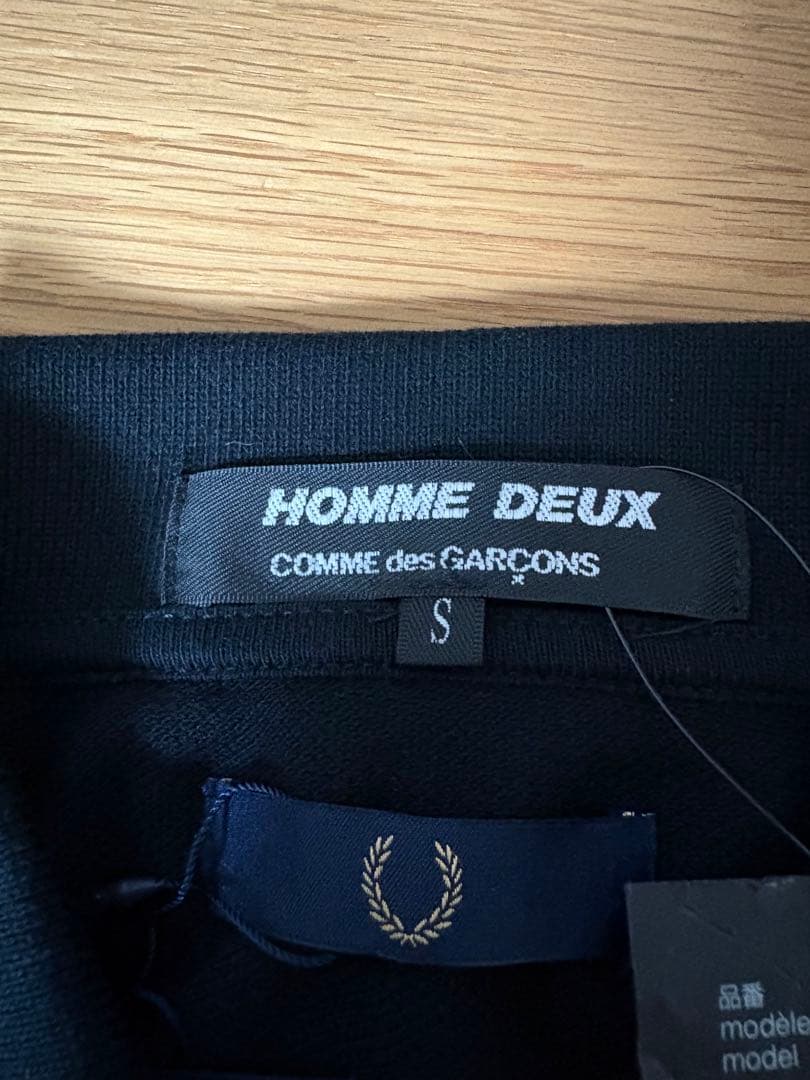 HOMME DEUX
COMME des GARÇONS
S
品番
modèle
model